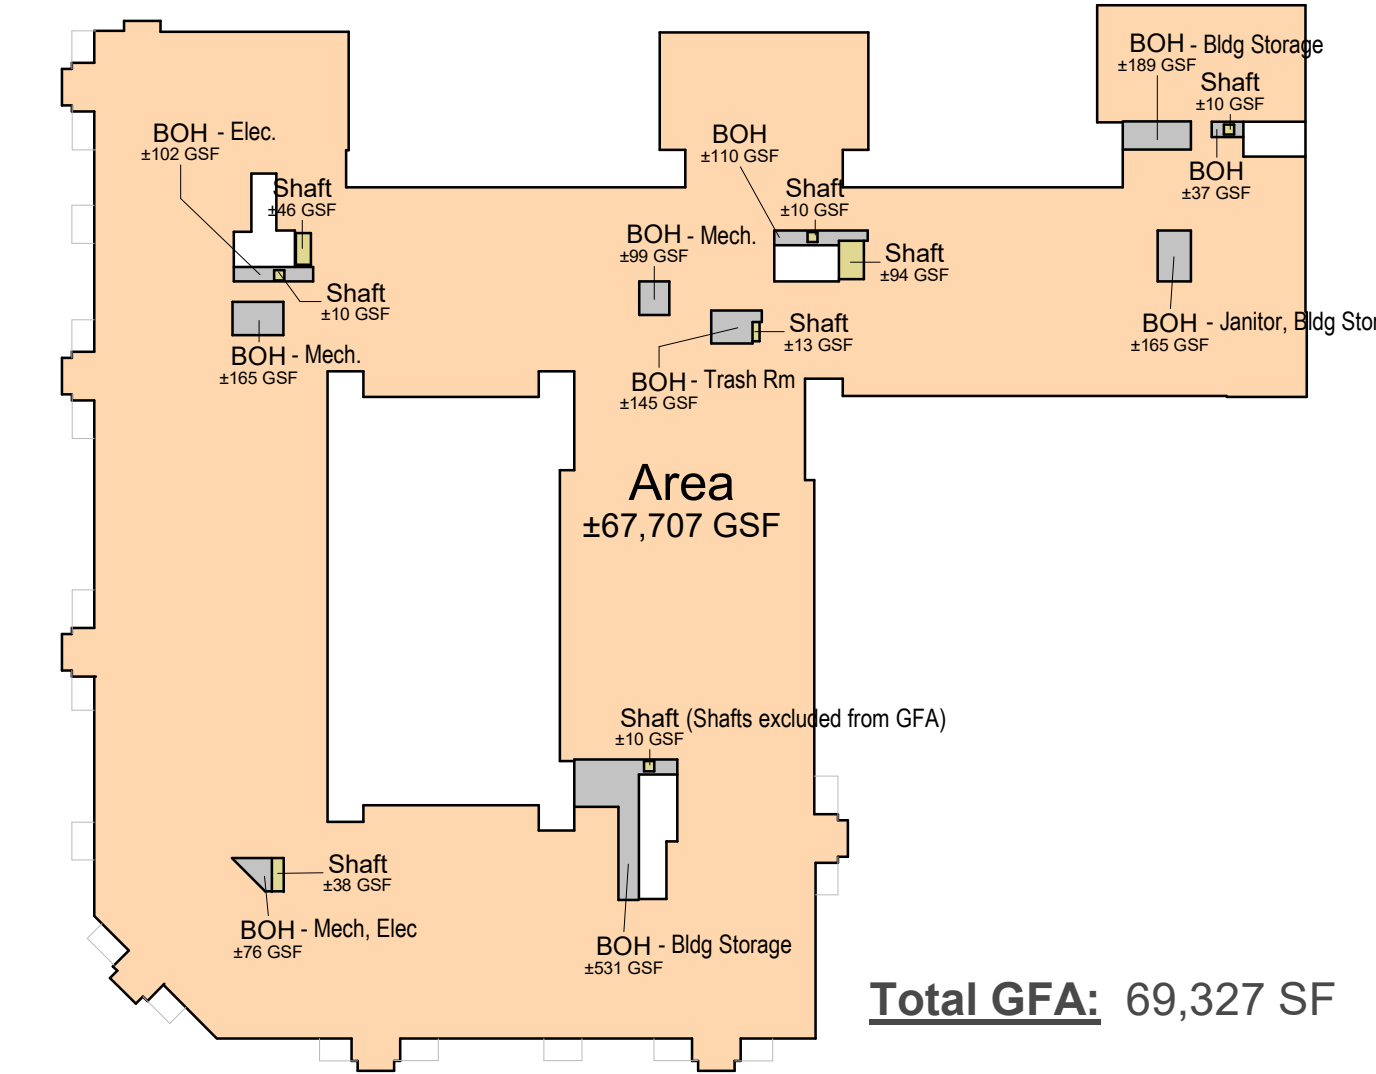 BOH - Bldg Storage
±189 GSF
Shaft
±10 GSF
BOH
±37 GSF
BOH - Elec.
±102 GSF
Shaft
±46 GSF
BOH
±110 GSF
Shaft
±10 GSF
BOH - Mech.
±99 GSF
Shaft
±94 GSF
Shaft
±10 GSF
BOH - Mech.
±165 GSF
Shaft
±13 GSF
BOH - Trash Rm
±145 GSF
BOH - Janitor, Bldg Stor
±165 GSF
Area
±67,707 GSF
Shaft (Shafts excluded from GFA)
±10 GSF
Shaft
±38 GSF
BOH - Mech, Elec
±76 GSF
BOH - Bldg Storage
±531 GSF
Total GFA: 69,327 SF